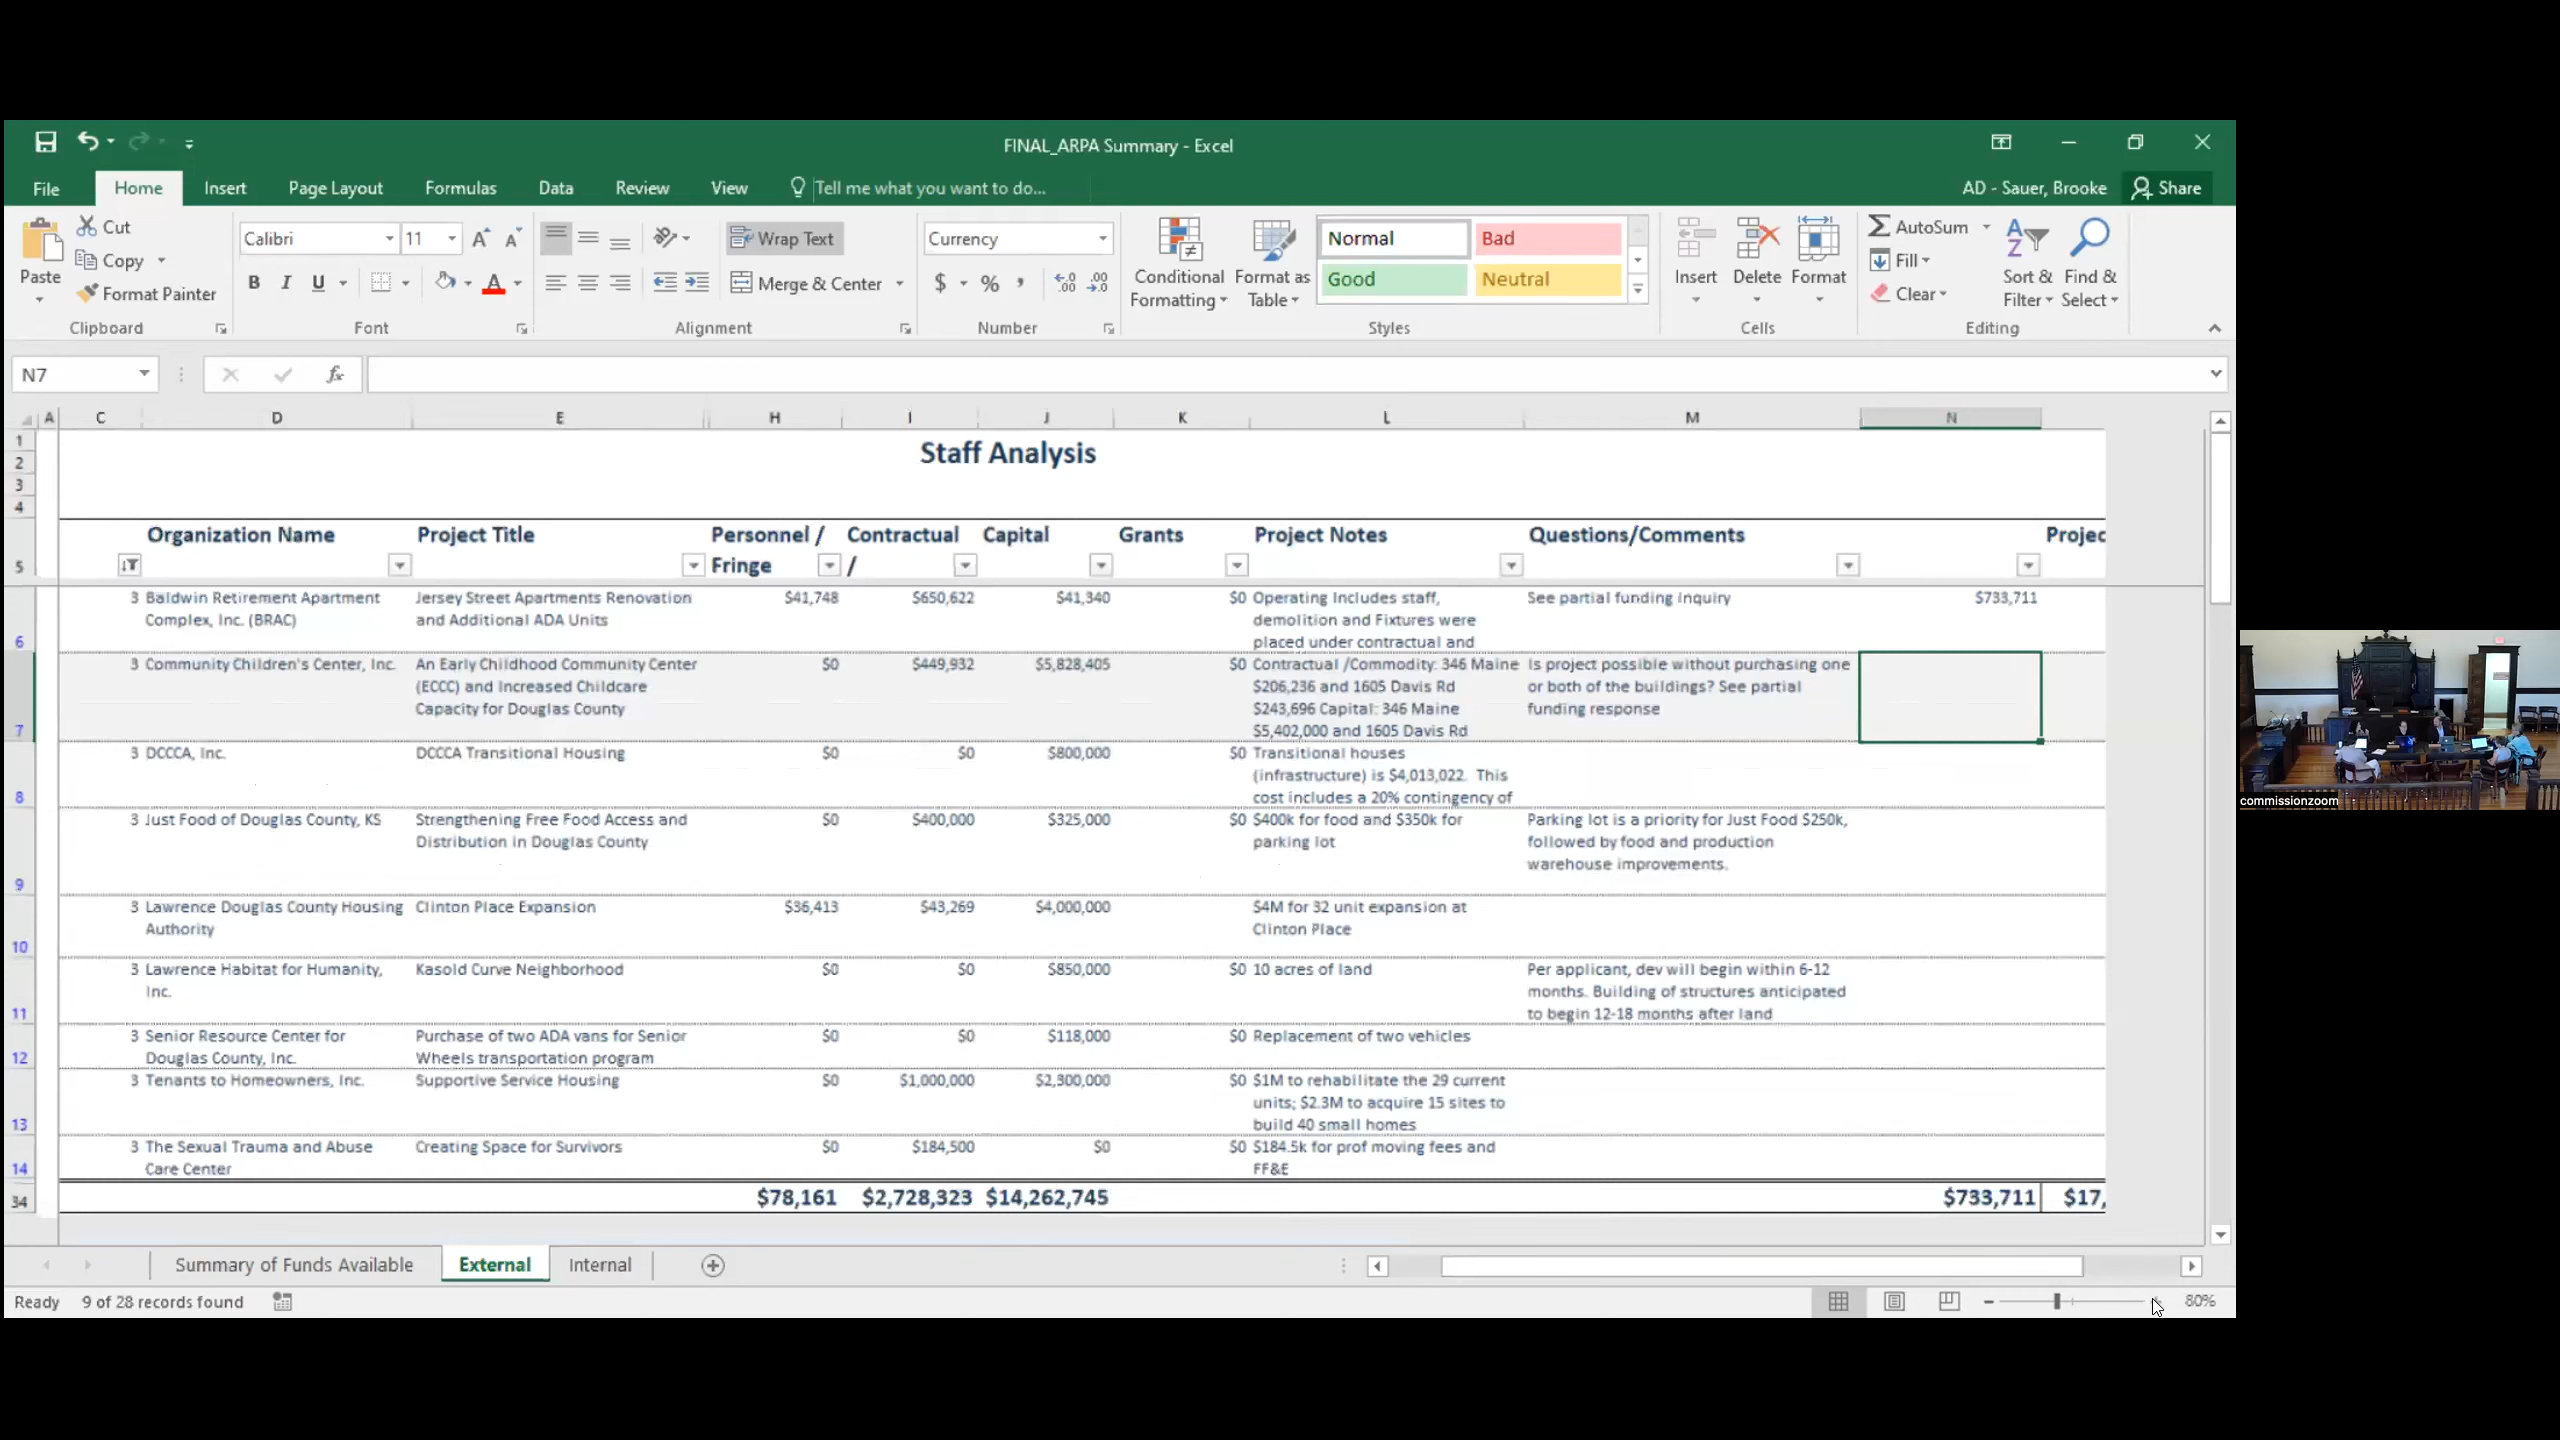 FINAL_ARPA Summary - Excel
File Home Insert Page Layout Formulas Data Review View Tell me what you want to do... AD - Sauer, Brooke Share
Paste
Cut
Copy
Format Painter
Clipboard
Calibri 11
B I U
Font
Wrap Text
Merge & Center
Alignment
Currency
$ % ,
Number
Conditional Formatting
Format as Table
Normal Bad
Good Neutral
Styles
Insert Delete Format
Cells
AutoSum
Fill
Clear
Sort & Filter
Find & Select
Editing
N7 fx
A C D E H I J K L M N
1
2 Staff Analysis
3
4
5 Organization Name Project Title Personnel / Fringe Contractual / Capital Grants Project Notes Questions/Comments Projec
6 3 Baldwin Retirement Apartment Complex, Inc. (BRAC) Jersey Street Apartments Renovation and Additional ADA Units $41,748 $650,622 $41,340 $0 Operating includes staff, demolition and Fixtures were placed under contractual and See partial funding inquiry $733,711
7 3 Community Children's Center, Inc. An Early Childhood Community Center (ECCC) and Increased Childcare Capacity for Douglas County $0 $449,932 $5,828,405 $0 Contractual /Commodity: 346 Maine $206,236 and 1605 Davis Rd $243,696 Capital: 346 Maine $5,402,000 and 1605 Davis Rd Is project possible without purchasing one or both of the buildings? See partial funding response
8 3 DCCCA, Inc. DCCCA Transitional Housing $0 $0 $800,000 $0 Transitional houses (infrastructure) is $4,013,022. This cost includes a 20% contingency of
9 3 Just Food of Douglas County, KS Strengthening Free Food Access and Distribution in Douglas County $0 $400,000 $325,000 $0 $400k for food and $350k for parking lot Parking lot is a priority for Just Food $250k, followed by food and production warehouse improvements.
10 3 Lawrence Douglas County Housing Authority Clinton Place Expansion $36,413 $43,269 $4,000,000 $4M for 32 unit expansion at Clinton Place
11 3 Lawrence Habitat for Humanity, Inc. Kasold Curve Neighborhood $0 $0 $850,000 $0 10 acres of land Per applicant, dev will begin within 6-12 months. Building of structures anticipated to begin 12-18 months after land
12 3 Senior Resource Center for Douglas County, Inc. Purchase of two ADA vans for Senior Wheels transportation program $0 $0 $118,000 $0 Replacement of two vehicles
13 3 Tenants to Homeowners, Inc. Supportive Service Housing $0 $1,000,000 $2,300,000 $0 $1M to rehabilitate the 29 current units; $2.3M to acquire 15 sites to build 40 small homes
14 3 The Sexual Trauma and Abuse Care Center Creating Space for Survivors $0 $184,500 $0 $0 $184.5k for prof moving fees and FF&E
34 $78,161 $2,728,323 $14,262,745 $733,711 $17,
Summary of Funds Available External Internal
Ready 9 of 28 records found 80%
commissionzoom